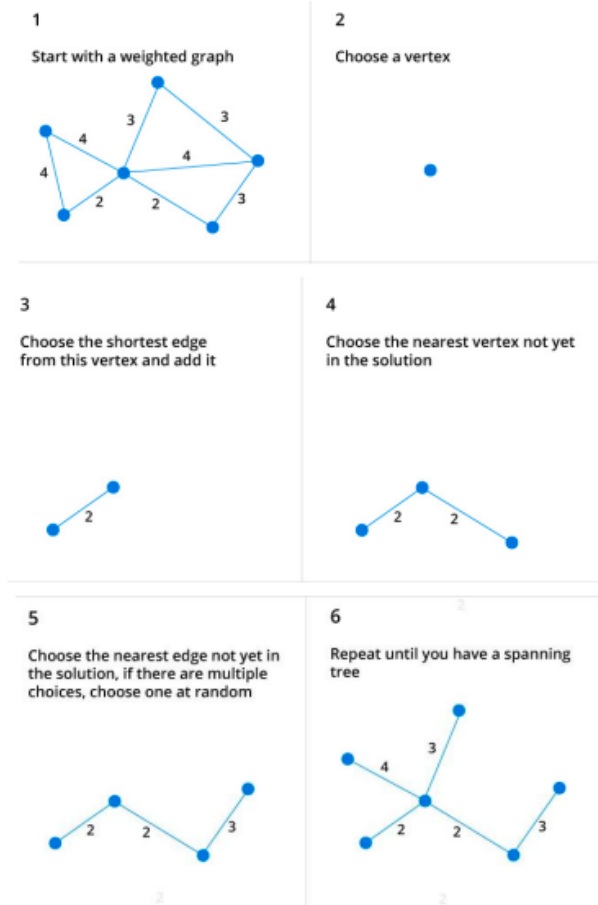 1
Start with a weighted graph
3
3
4
4
4
2
2
3
2
Choose a vertex
3
Choose the shortest edge
from this vertex and add it
2
4
Choose the nearest vertex not yet
in the solution
2
2
5
Choose the nearest edge not yet in
the solution, if there are multiple
choices, choose one at random
2
2
3
2
2
6
Repeat until you have a spanning
tree
3
4
2
2
3
2